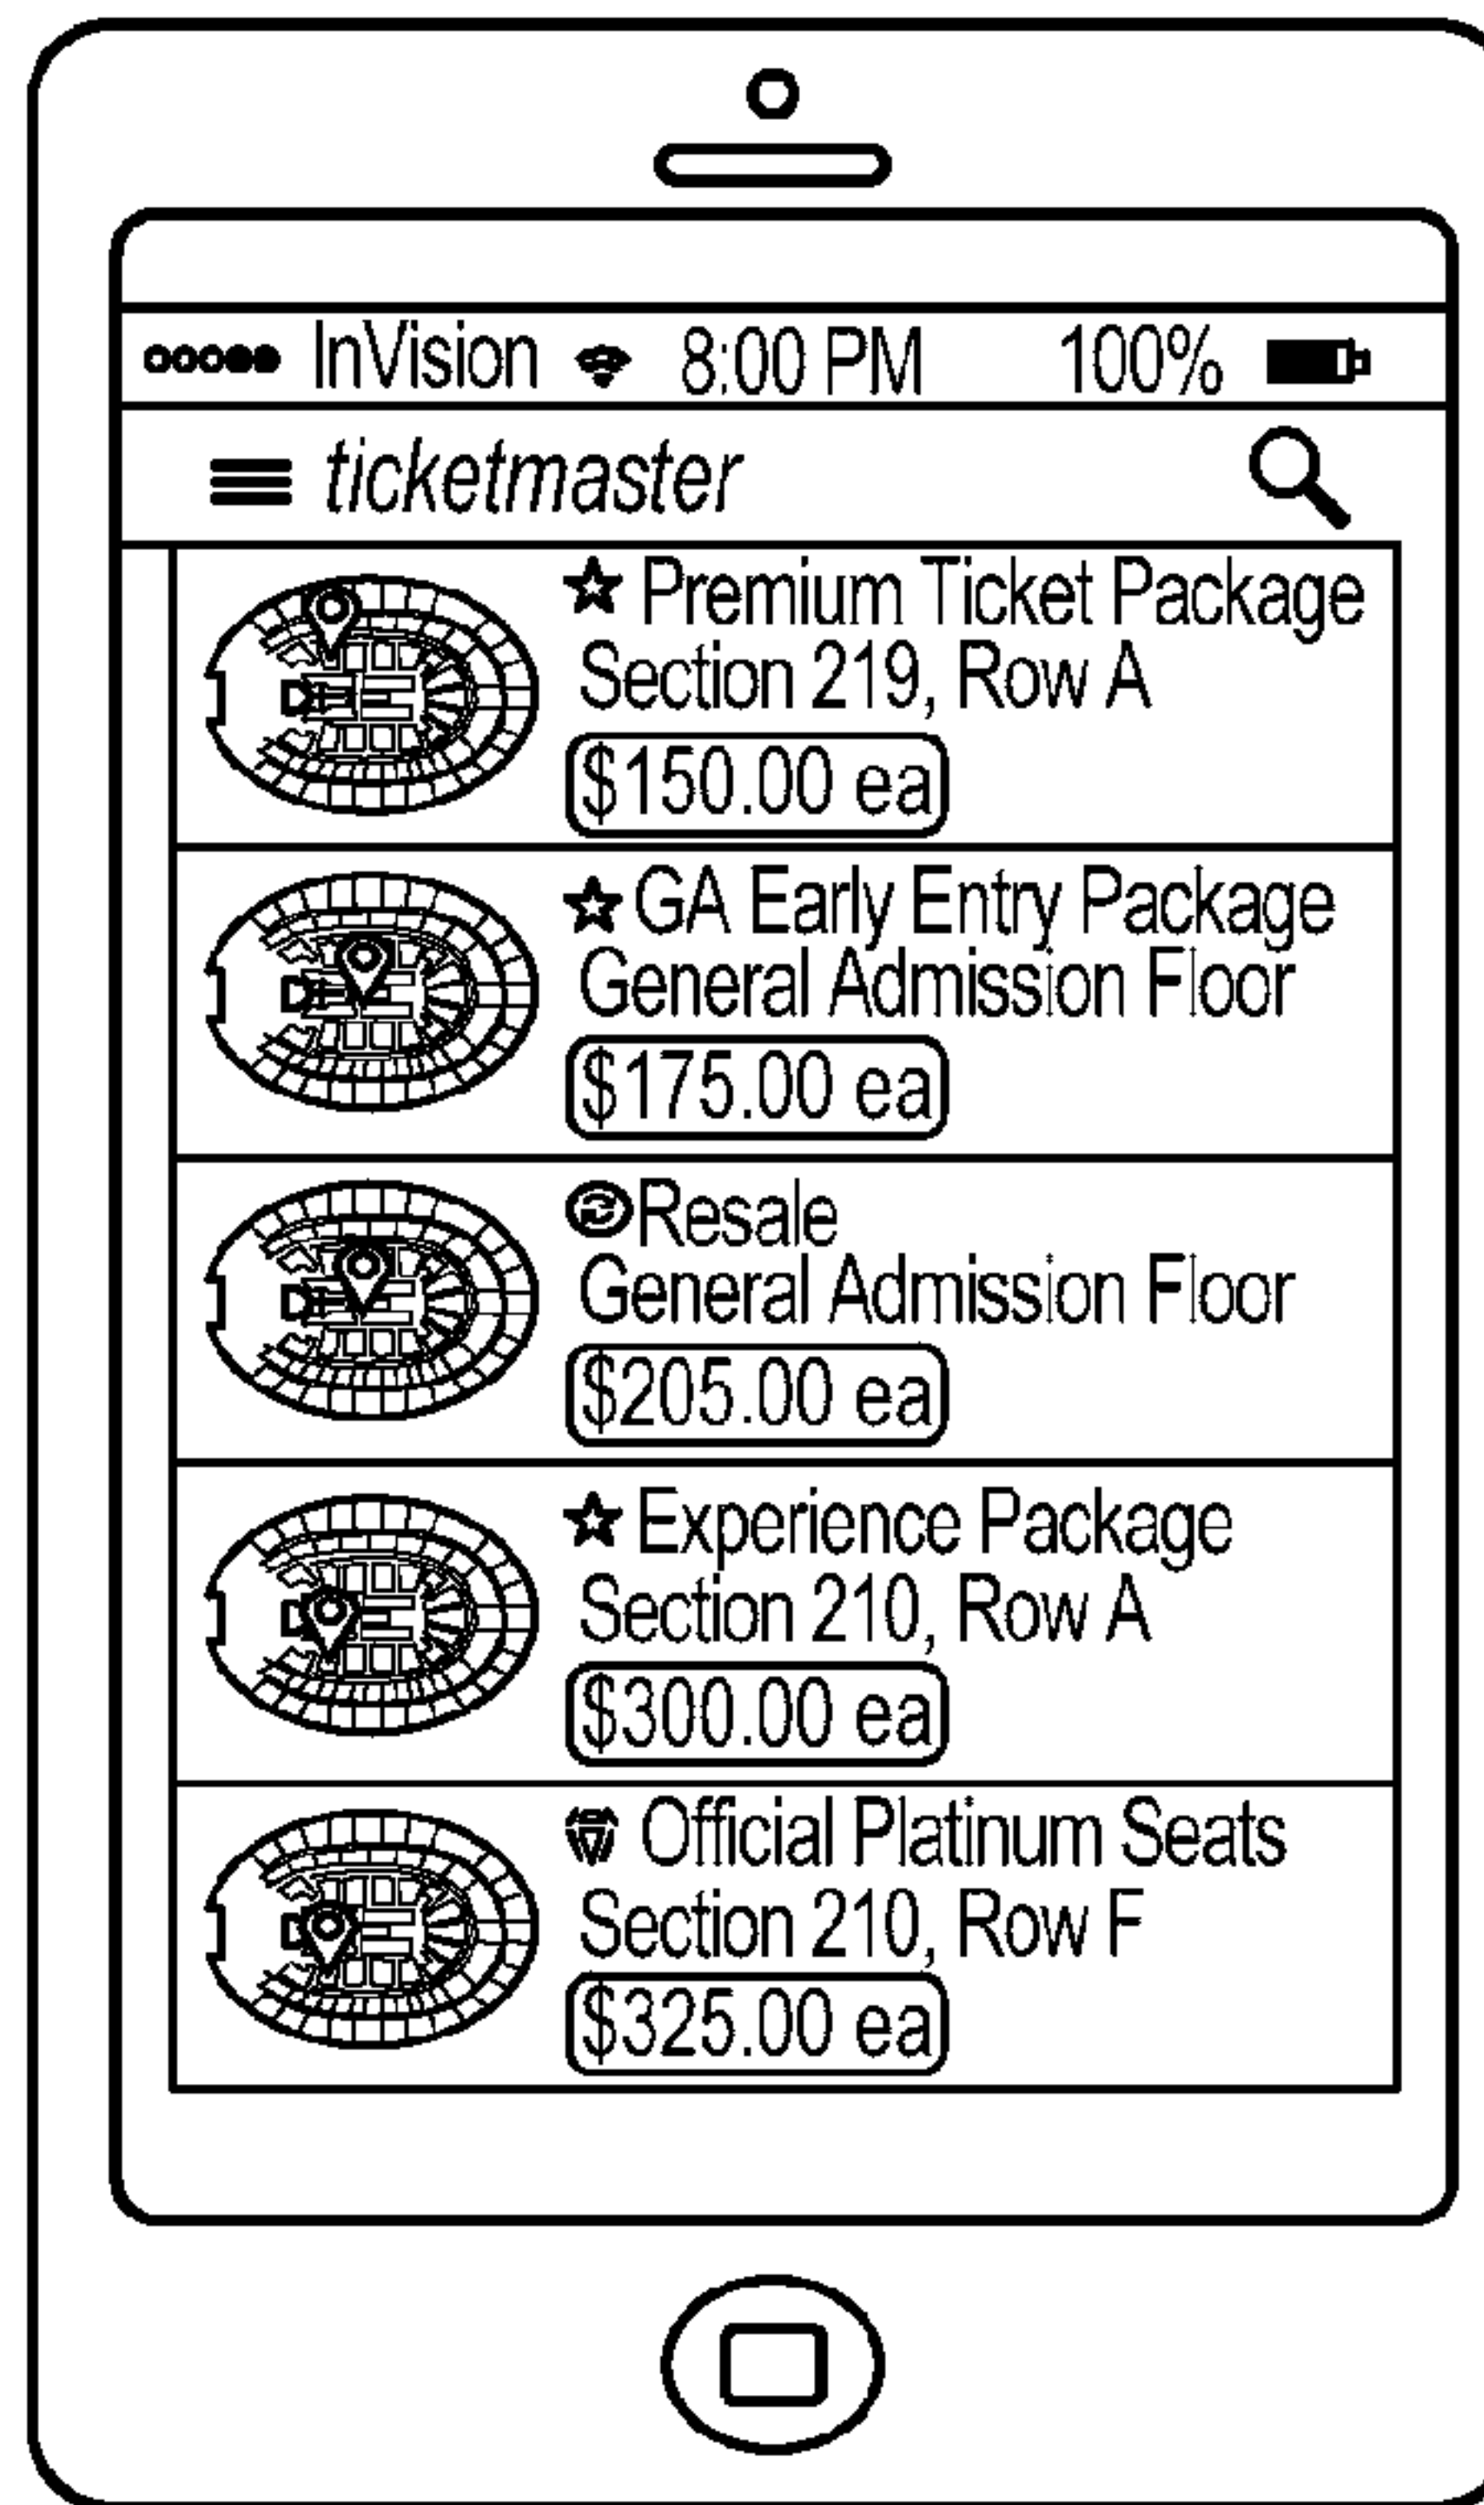 InVision 8:00 PM 100%
ticketmaster
Premium Ticket Package
Section 219, Row A
$150.00 ea
GA Early Entry Package
General Admission Floor
$175.00 ea
Resale
General Admission Floor
$205.00 ea
Experience Package
Section 210, Row A
$300.00 ea
Official Platinum Seats
Section 210, Row F
$325.00 ea